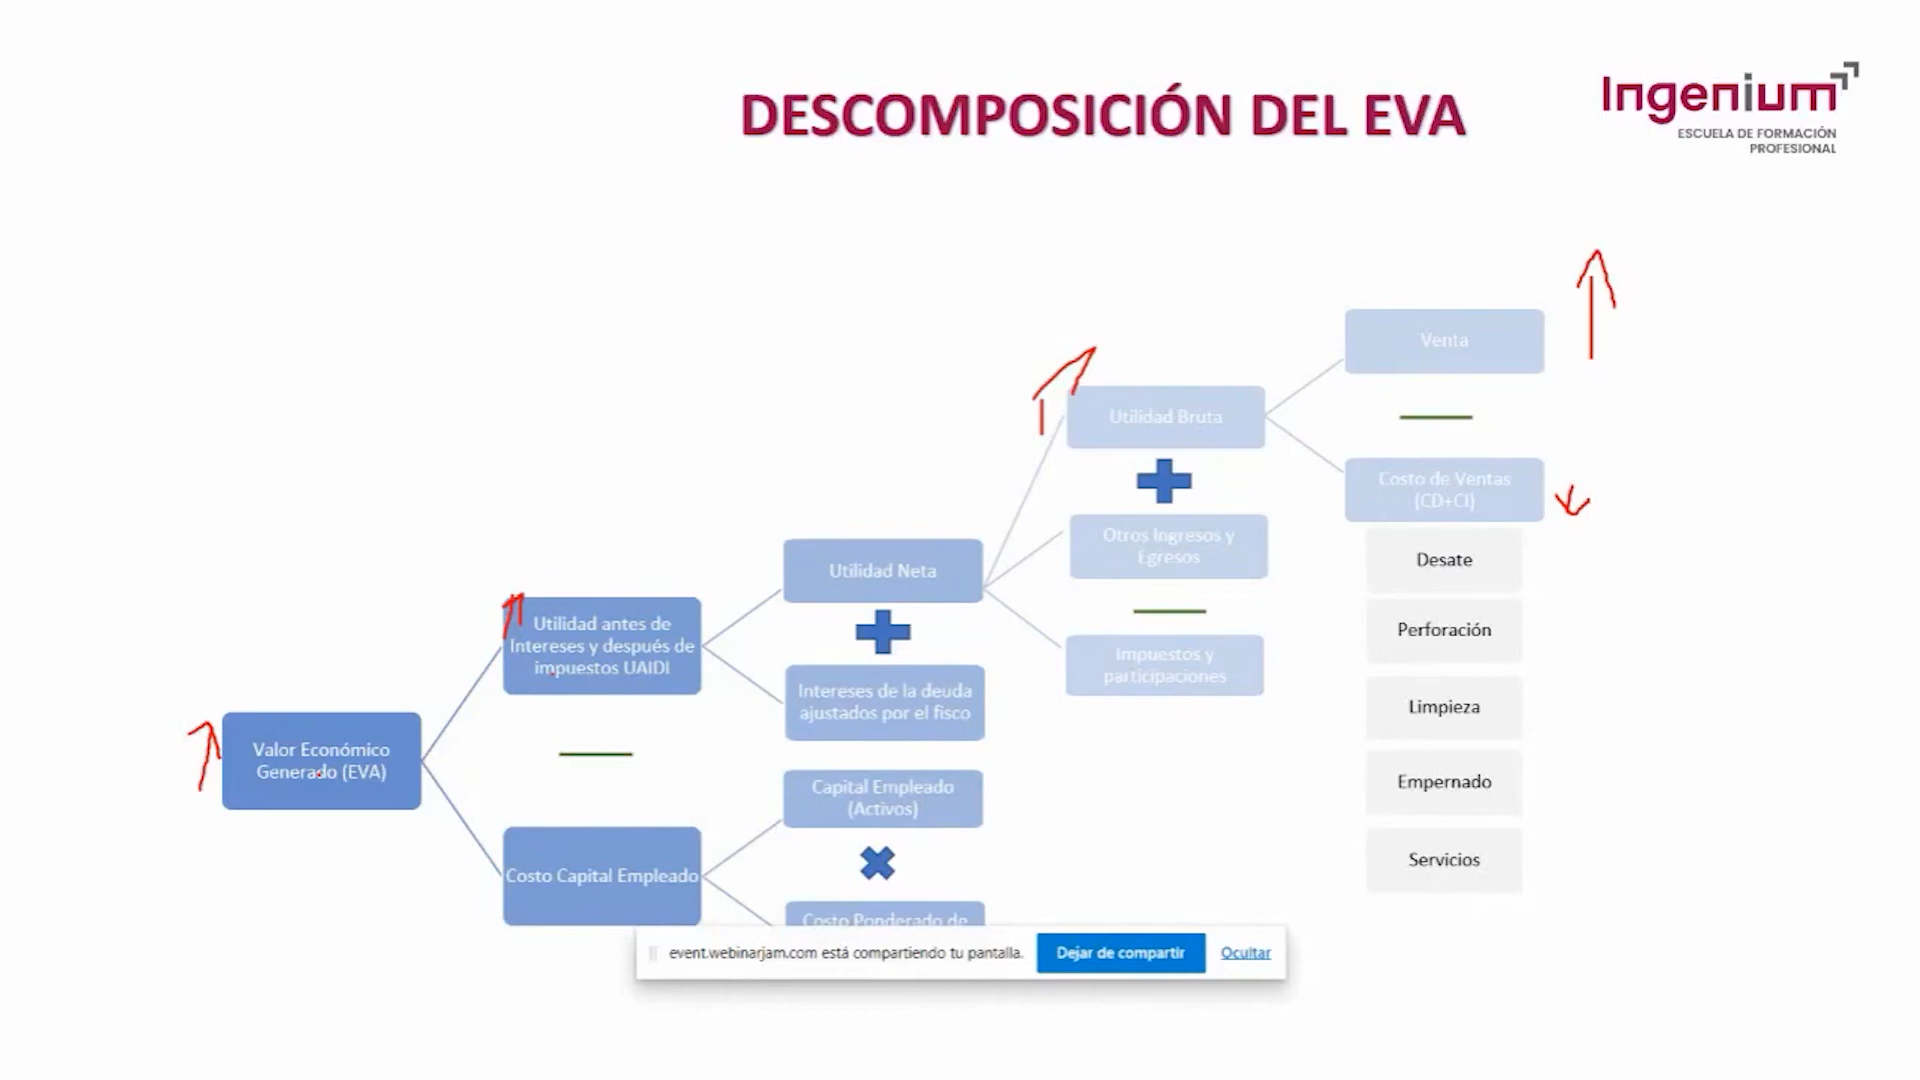 DESCOMPOSICIÓN DEL EVA
Ingenium
ESCUELA DE FORMACIÓN
PROFESIONAL
Venta
Utilidad Bruta
Costo de Ventas
(CD+CI)
Otros Ingresos y
Egresos
Desate
Utilidad Neta
Utilidad antes de
Intereses y después de
impuestos UAIDI
Perforación
Impuestos y
participaciones
Intereses de la deuda
ajustados por el fisco
Limpieza
Valor Económico
Generado (EVA)
Capital Empleado
(Activos)
Empernado
Costo Capital Empleado
Servicios
Costo Ponderado de
event.webinarjam.com está compartiendo tu pantalla.
Dejar de compartir
Ocultar